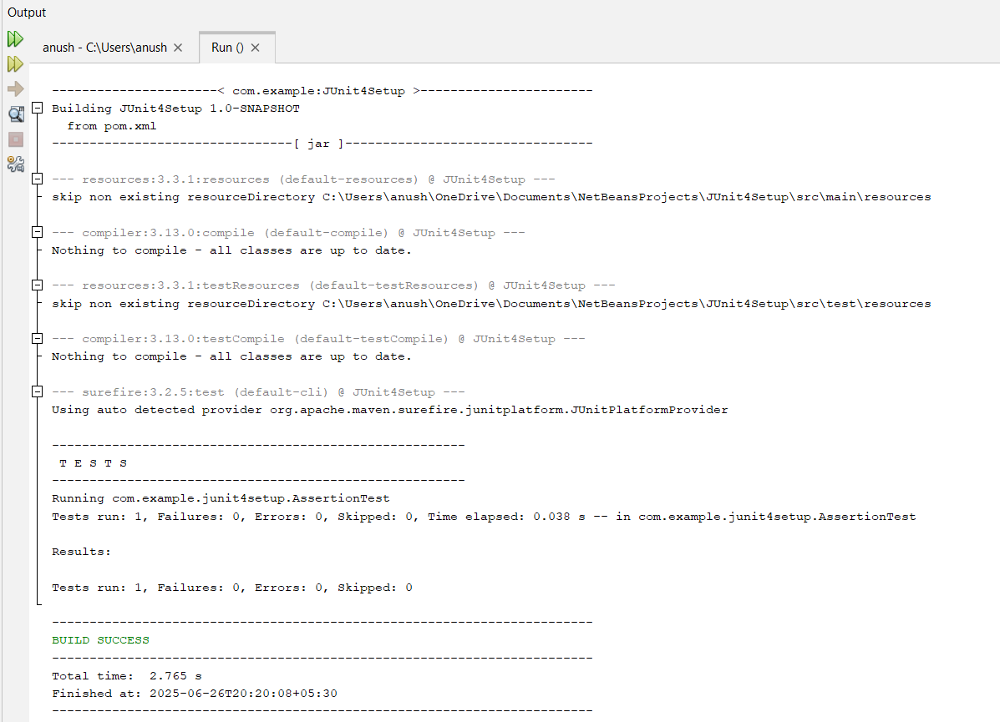 Output
anush - C:\Users\anush
Run ()
----------------------< com.example:JUnit4Setup >-----------------------
Building JUnit4Setup 1.0-SNAPSHOT
  from pom.xml
--------------------------------[ jar ]---------------------------------
--- resources:3.3.1:resources (default-resources) @ JUnit4Setup ---
skip non existing resourceDirectory C:\Users\anush\OneDrive\Documents\NetBeansProjects\JUnit4Setup\src\main\resources
--- compiler:3.13.0:compile (default-compile) @ JUnit4Setup ---
Nothing to compile - all classes are up to date.
--- resources:3.3.1:testResources (default-testResources) @ JUnit4Setup ---
skip non existing resourceDirectory C:\Users\anush\OneDrive\Documents\NetBeansProjects\JUnit4Setup\src\test\resources
--- compiler:3.13.0:testCompile (default-testCompile) @ JUnit4Setup ---
Nothing to compile - all classes are up to date.
--- surefire:3.2.5:test (default-cli) @ JUnit4Setup ---
Using auto detected provider org.apache.maven.surefire.junitplatform.JUnitPlatformProvider
-------------------------------------------------------
 T E S T S
-------------------------------------------------------
Running com.example.junit4setup.AssertionTest
Tests run: 1, Failures: 0, Errors: 0, Skipped: 0, Time elapsed: 0.038 s -- in com.example.junit4setup.AssertionTest
Results:
Tests run: 1, Failures: 0, Errors: 0, Skipped: 0
------------------------------------------------------------------------
BUILD SUCCESS
------------------------------------------------------------------------
Total time:  2.765 s
Finished at: 2025-06-26T20:20:08+05:30
------------------------------------------------------------------------